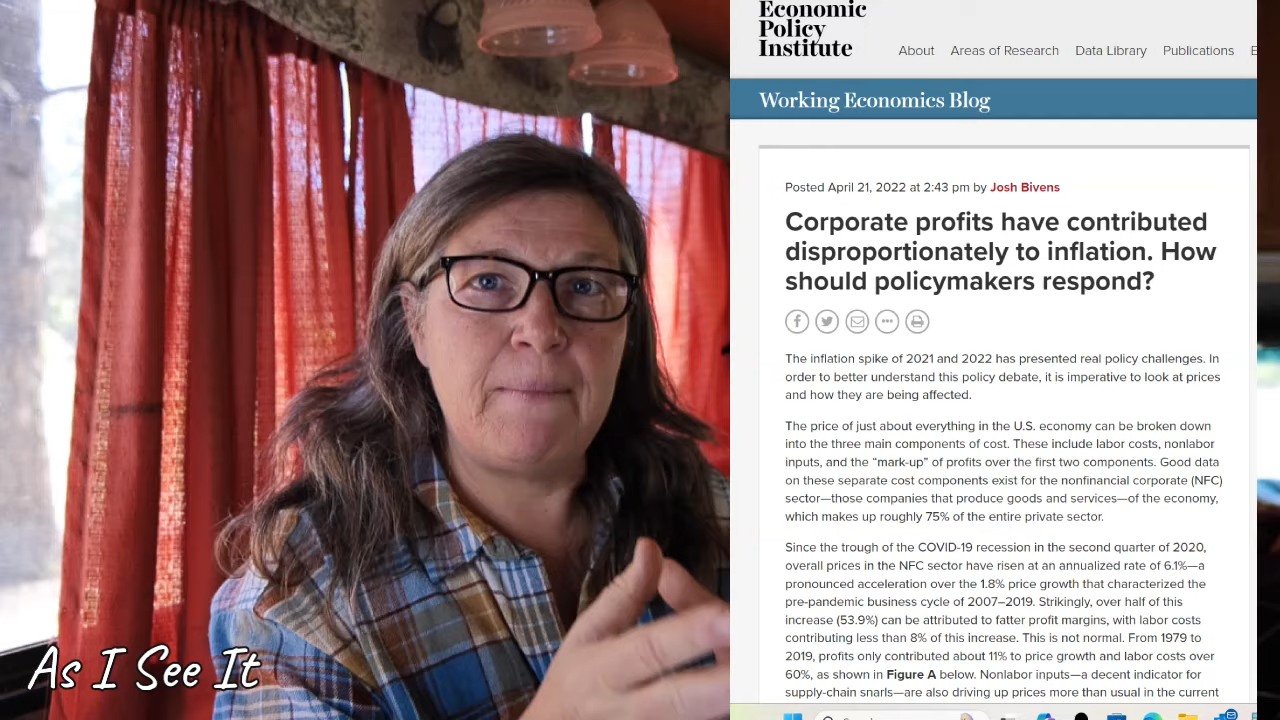 Economic
Policy
Institute
About Areas of Research Data Library Publications
Working Economics Blog
Posted April 21, 2022 at 2:43 pm by Josh Bivens
Corporate profits have contributed
disproportionately to inflation. How
should policymakers respond?
The inflation spike of 2021 and 2022 has presented real policy challenges. In
order to better understand this policy debate, it is imperative to look at prices
and how they are being affected.
The price of just about everything in the U.S. economy can be broken down
into the three main components of cost. These include labor costs, nonlabor
inputs, and the “mark-up” of profits over the first two components. Good data
on these separate cost components exist for the nonfinancial corporate (NFC)
sector—those companies that produce goods and services—of the economy,
which makes up roughly 75% of the entire private sector.
Since the trough of the COVID-19 recession in the second quarter of 2020,
overall prices in the NFC sector have risen at an annualized rate of 6.1%—a
pronounced acceleration over the 1.8% price growth that characterized the
pre-pandemic business cycle of 2007–2019. Strikingly, over half of this
increase (53.9%) can be attributed to fatter profit margins, with labor costs
contributing less than 8% of this increase. This is not normal. From 1979 to
2019, profits only contributed about 11% to price growth and labor costs over
60%, as shown in Figure A below. Nonlabor inputs—a decent indicator for
supply-chain snarls—are also driving up prices more than usual in the current
As I See It